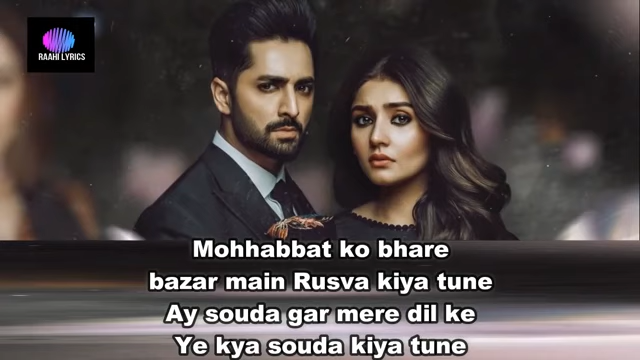 RAAHI LYRICS
Mohhabbat ko bhare
bazar main Rusva kiya tune
Ay souda gar mere dil ke
Ye kya souda kiya tune